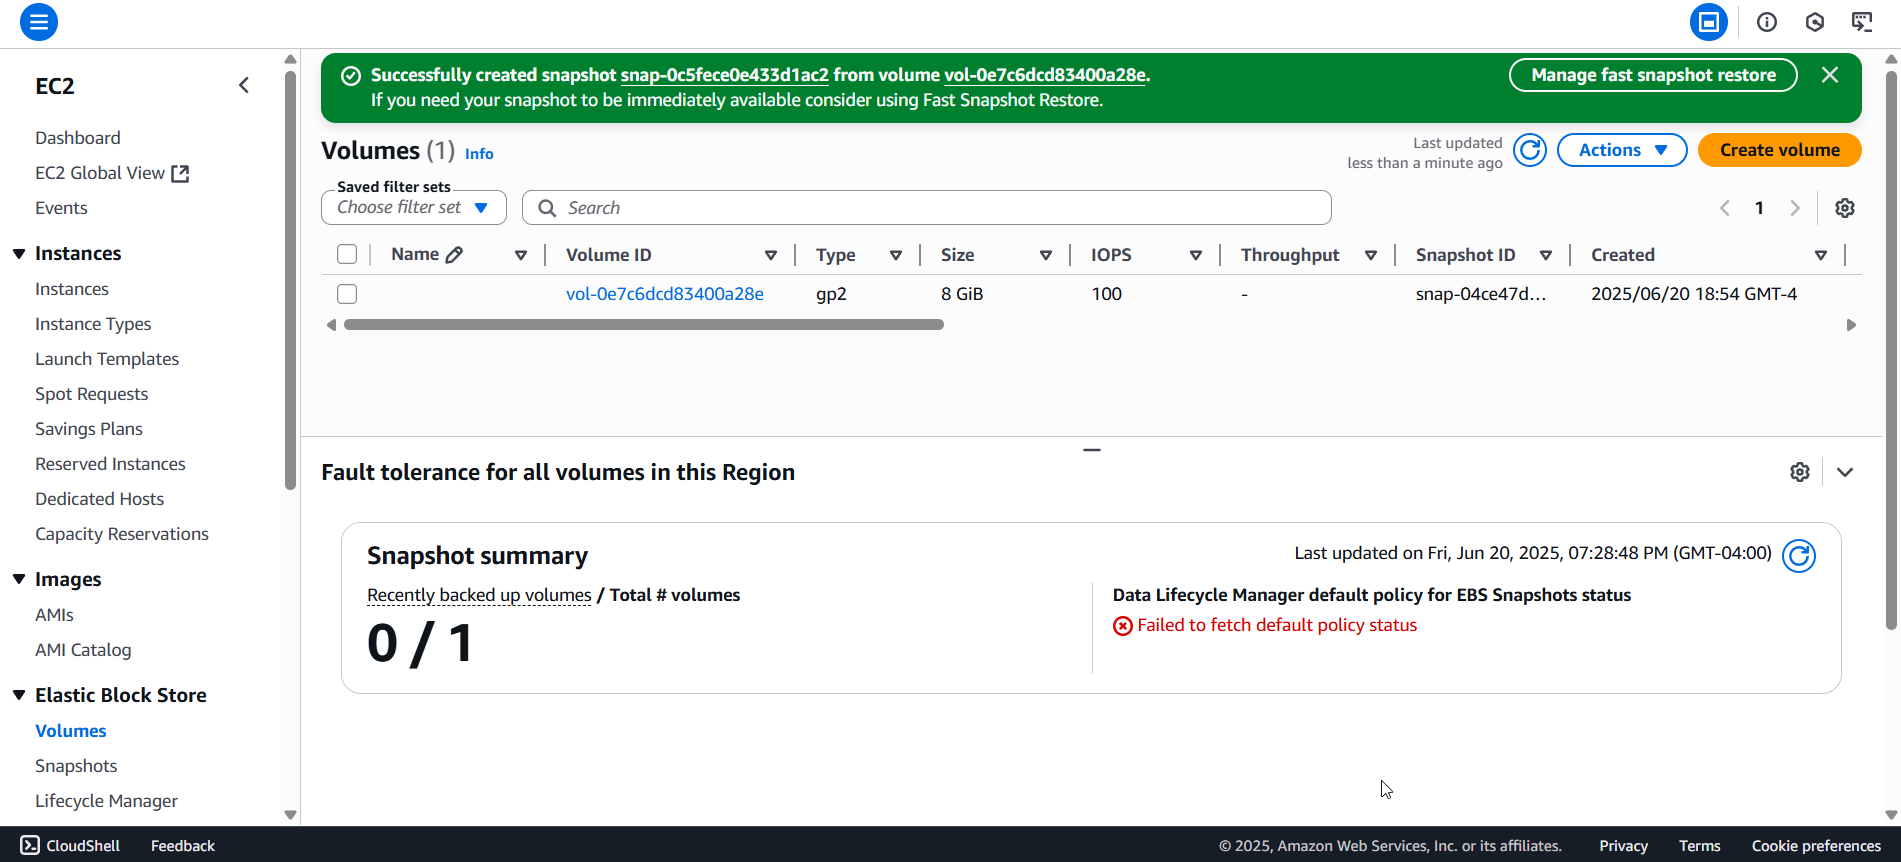 Successfully created snapshot snap-0c5fece0e433d1ac2 from volume vol-0e7c6dcd83400a28e.
If you need your snapshot to be immediately available consider using Fast Snapshot Restore.
Manage fast snapshot restore
EC2
Dashboard
EC2 Global View
Events
Instances
Instances
Instance Types
Launch Templates
Spot Requests
Savings Plans
Reserved Instances
Dedicated Hosts
Capacity Reservations
Images
AMIs
AMI Catalog
Elastic Block Store
Volumes
Snapshots
Lifecycle Manager
Volumes (1) Info
Last updated
less than a minute ago
Actions
Create volume
Saved filter sets
Choose filter set
Search
1
Name Volume ID Type Size IOPS Throughput Snapshot ID Created
vol-0e7c6dcd83400a28e gp2 8 GiB 100 - snap-04ce47d... 2025/06/20 18:54 GMT-4
Fault tolerance for all volumes in this Region
Snapshot summary
Last updated on Fri, Jun 20, 2025, 07:28:48 PM (GMT-04:00)
Recently backed up volumes / Total # volumes
0 / 1
Data Lifecycle Manager default policy for EBS Snapshots status
Failed to fetch default policy status
CloudShell Feedback © 2025, Amazon Web Services, Inc. or its affiliates. Privacy Terms Cookie preferences